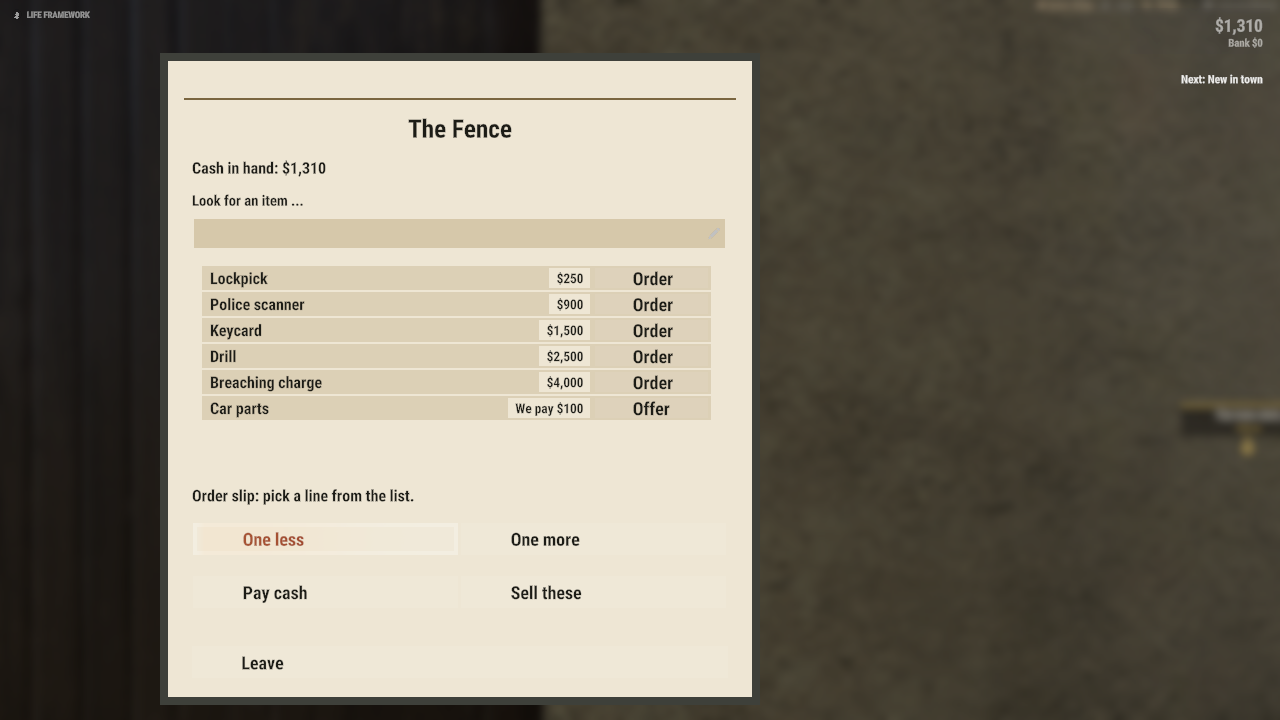 LIFE FRAMEWORK
$1,310
Bank $0
Next: New in town
The Fence
Cash in hand: $1,310
Look for an item ...
Lockpick $250 Order
Police scanner $900 Order
Keycard $1,500 Order
Drill $2,500 Order
Breaching charge $4,000 Order
Car parts We pay $100 Offer
Order slip: pick a line from the list.
One less One more
Pay cash Sell these
Leave